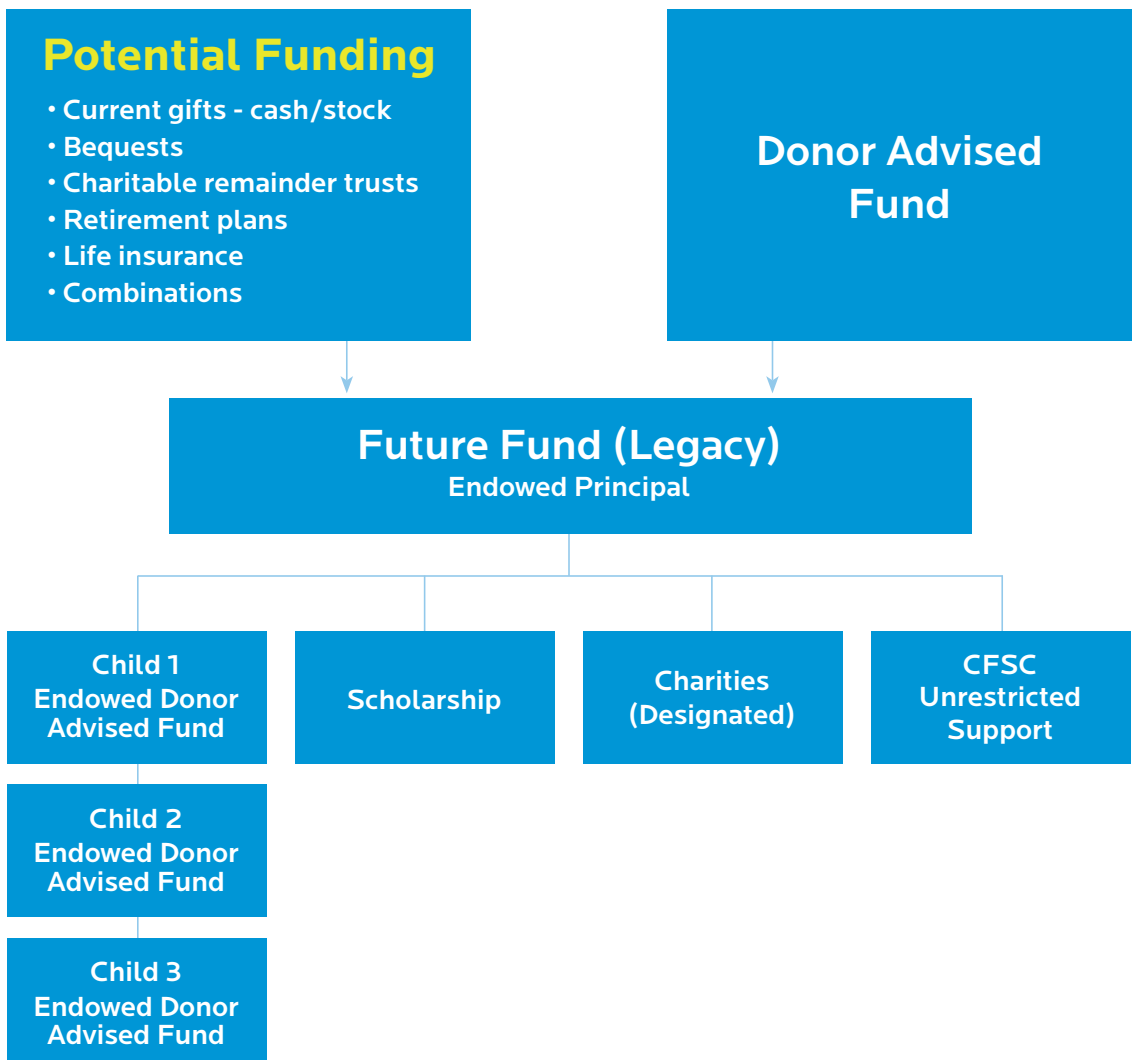 Potential Funding
• Current gifts - cash/stock
• Bequests
• Charitable remainder trusts
• Retirement plans
• Life insurance
• Combinations
Donor Advised
Fund
Future Fund (Legacy)
Endowed Principal
Child 1
Endowed Donor
Advised Fund
Scholarship
Charities
(Designated)
CFSC
Unrestricted
Support
Child 2
Endowed Donor
Advised Fund
Child 3
Endowed Donor
Advised Fund